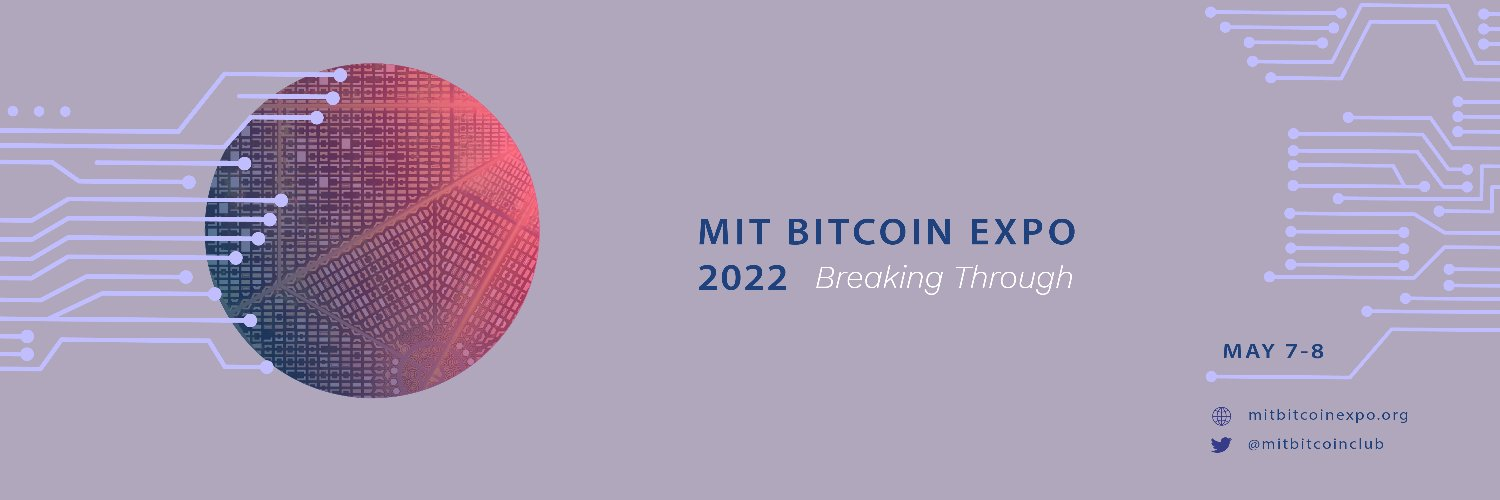 MIT BITCOIN EXPO
2022 Breaking Through
MAY 7-8
mitbitcoinexpo.org
@mitbitcoinclub